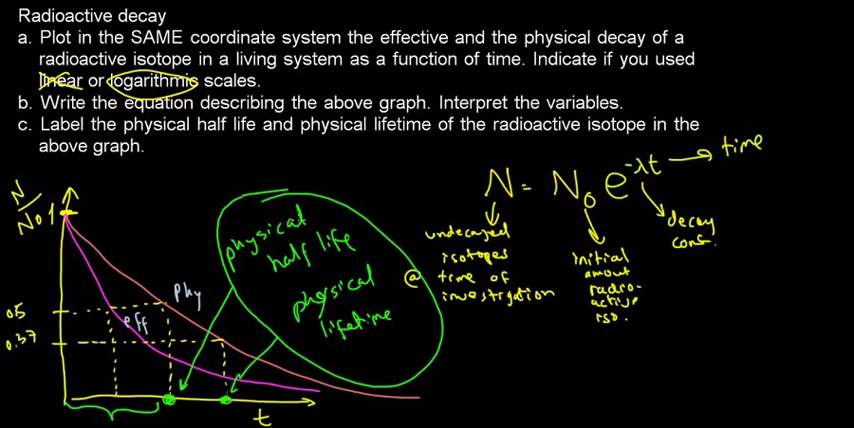 Radioactive decay
a. Plot in the SAME coordinate system the effective and the physical decay of a
radioactive isotope in a living system as a function of time. Indicate if you used
linear or logarithmic scales.
b. Write the equation describing the above graph. Interpret the variables.
c. Label the physical half life and physical lifetime of the radioactive isotope in the
above graph.
N = N₀ e^-λt → time
decay
cons.
undecayed
isotopes
@ time of
investigation
initial
amount
radio-
active
iso.
N/No 1
0.5
0.37
eff
phy
physical
half life
physical
lifetime
t